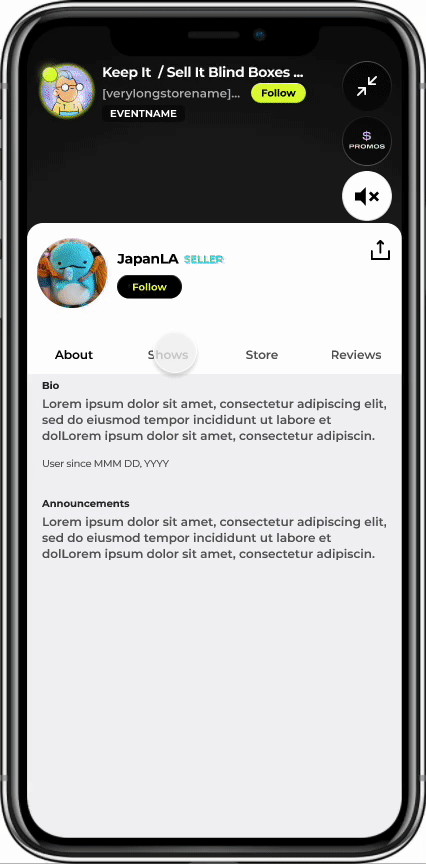 Keep It / Sell It Blind Boxes ...
[verylongstorename]...
Follow
EVENTNAME
$
PROMOS
JapanLA SELLER
Follow
About Shows Store Reviews
Bio
Lorem ipsum dolor sit amet, consectetur adipiscing elit,
sed do eiusmod tempor incididunt ut labore et
dolLorem ipsum dolor sit amet, consectetur adipiscin.
User since MMM DD, YYYY
Announcements
Lorem ipsum dolor sit amet, consectetur adipiscing elit,
sed do eiusmod tempor incididunt ut labore et
dolLorem ipsum dolor sit amet, consectetur adipiscin.